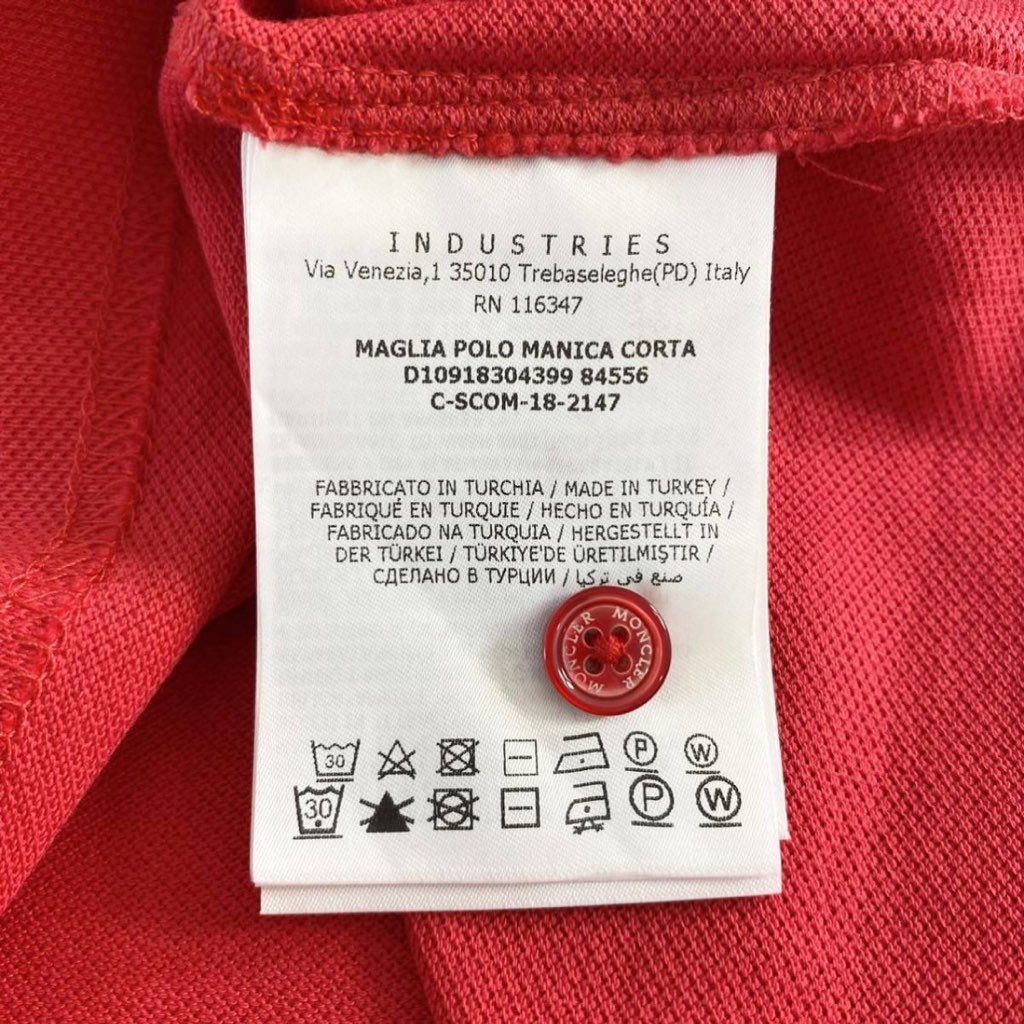 INDUSTRIES
Via Venezia,1 35010 Trebaseleghe(PD) Italy
RN 116347
MAGLIA POLO MANICA CORTA
D10918304399 84556
C-SCOM-18-2147
FABBRICATO IN TURCHIA / MADE IN TURKEY /
FABRIQUÉ EN TURQUIE / HECHO EN TURQUÍA /
FABRICADO NA TURQUIA / HERGESTELLT IN
DER TÜRKEI / TÜRKIYE'DE ÜRETILMIŞTIR /
СДЕЛАНО В ТУРЦИИ / صنع في تركيا
MONCLER MONCLER
30 P W
30 P W